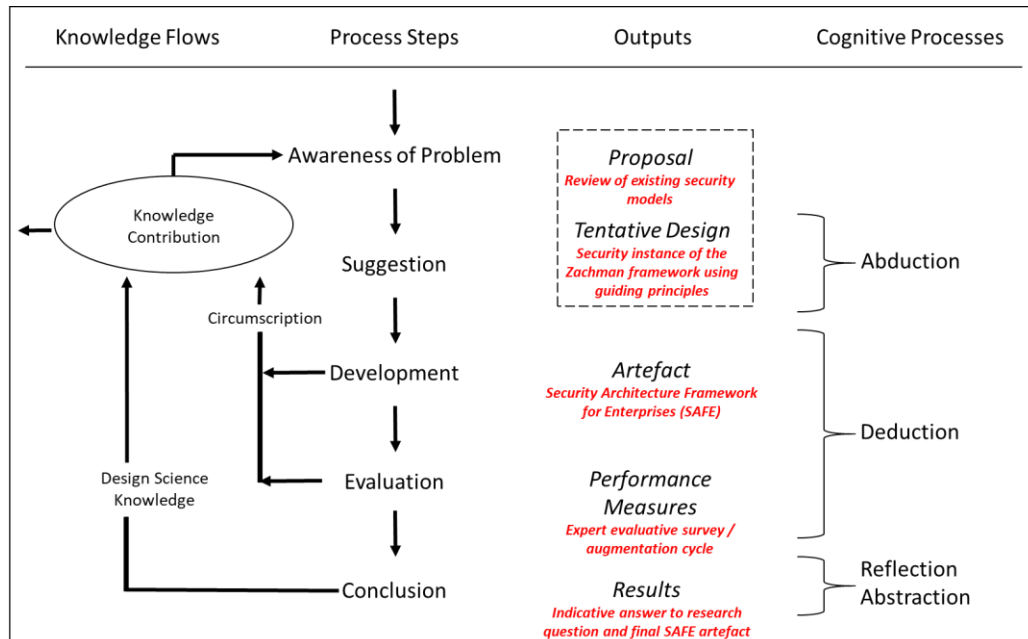 Knowledge Flows
Process Steps
Outputs
Cognitive Processes
Awareness of Problem
Proposal
Review of existing security
models
Knowledge
Contribution
Tentative Design
Security instance of the
Zachman framework using
guiding principles
Suggestion
Abduction
Circumscription
Development
Artefact
Security Architecture Framework
for Enterprises (SAFE)
Deduction
Design Science
Knowledge
Evaluation
Performance
Measures
Expert evaluative survey /
augmentation cycle
Conclusion
Results
Indicative answer to research
question and final SAFE artefact
Reflection
Abstraction